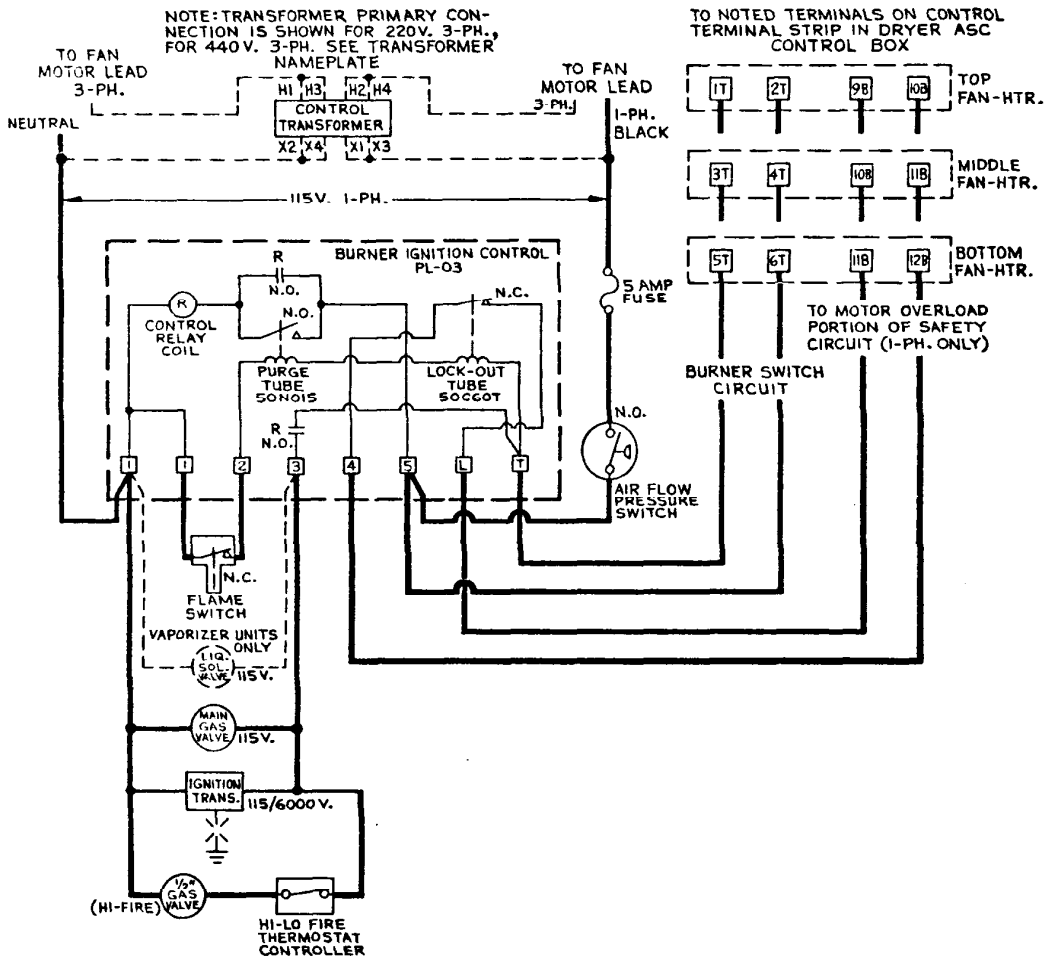 NOTE: TRANSFORMER PRIMARY CON-
NECTION IS SHOWN FOR 220V. 3-PH.,
FOR 440V. 3-PH. SEE TRANSFORMER
NAMEPLATE
TO NOTED TERMINALS ON CONTROL
TERMINAL STRIP IN DRYER ASC
CONTROL BOX
TO FAN
MOTOR LEAD
3-PH.
NEUTRAL
H1 H3 H2 H4
CONTROL
TRANSFORMER
X2 X4 X1 X3
TO FAN
MOTOR LEAD
3-PH.
1-PH.
BLACK
1T 2T 9B 10B
TOP
FAN-HTR.
3T 4T 10B 11B
MIDDLE
FAN-HTR.
5T 6T 11B 12B
BOTTOM
FAN-HTR.
115V. 1-PH.
BURNER IGNITION CONTROL
PL-03
R
N.O.
R
CONTROL
RELAY
COIL
N.O.
N.C.
PURGE
TUBE
50N015
LOCK-OUT
TUBE
50CC0T
R
N.O.
5 AMP
FUSE
TO MOTOR OVERLOAD
PORTION OF SAFETY
CIRCUIT (1-PH. ONLY)
BURNER SWITCH
CIRCUIT
N.O.
AIR FLOW
PRESSURE
SWITCH
1 1 2 3 4 5 L T
N.C.
FLAME
SWITCH
VAPORIZER UNITS
ONLY
LIQ.
SOL.
VALVE
115V.
MAIN
GAS
VALVE
115V.
IGNITION
TRANS.
115/6000V.
1/2"
GAS
VALVE
(HI-FIRE)
HI-LO FIRE
THERMOSTAT
CONTROLLER